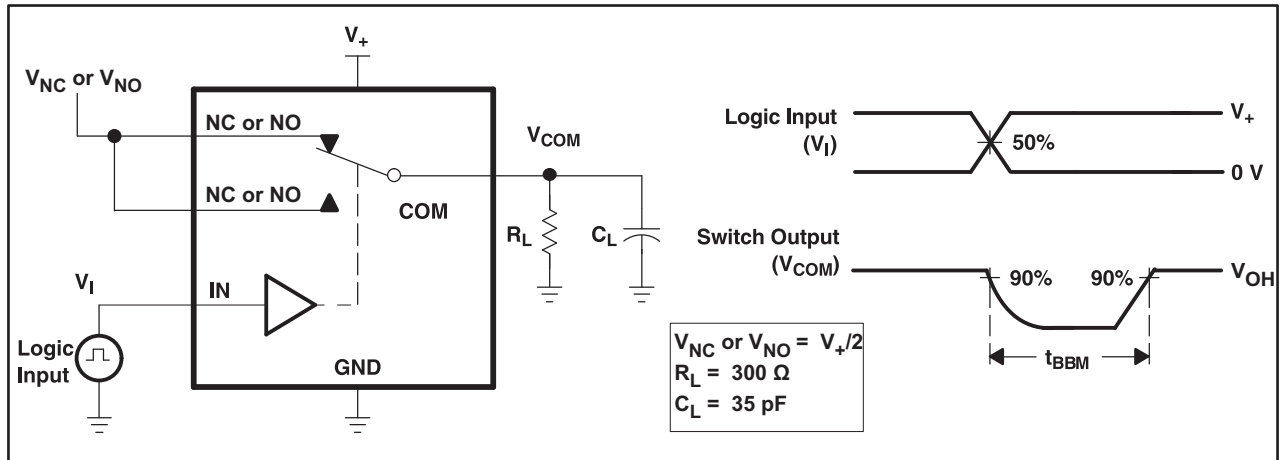 V+
VNC or VNO
NC or NO
VCOM
NC or NO
COM
RL
CL
VI
IN
Logic
Input
GND
VNC or VNO = V+/2
RL = 300 Ω
CL = 35 pF
Logic Input
(VI)
V+
50%
0 V
Switch Output
(VCOM)
90%
90%
VOH
tBBM